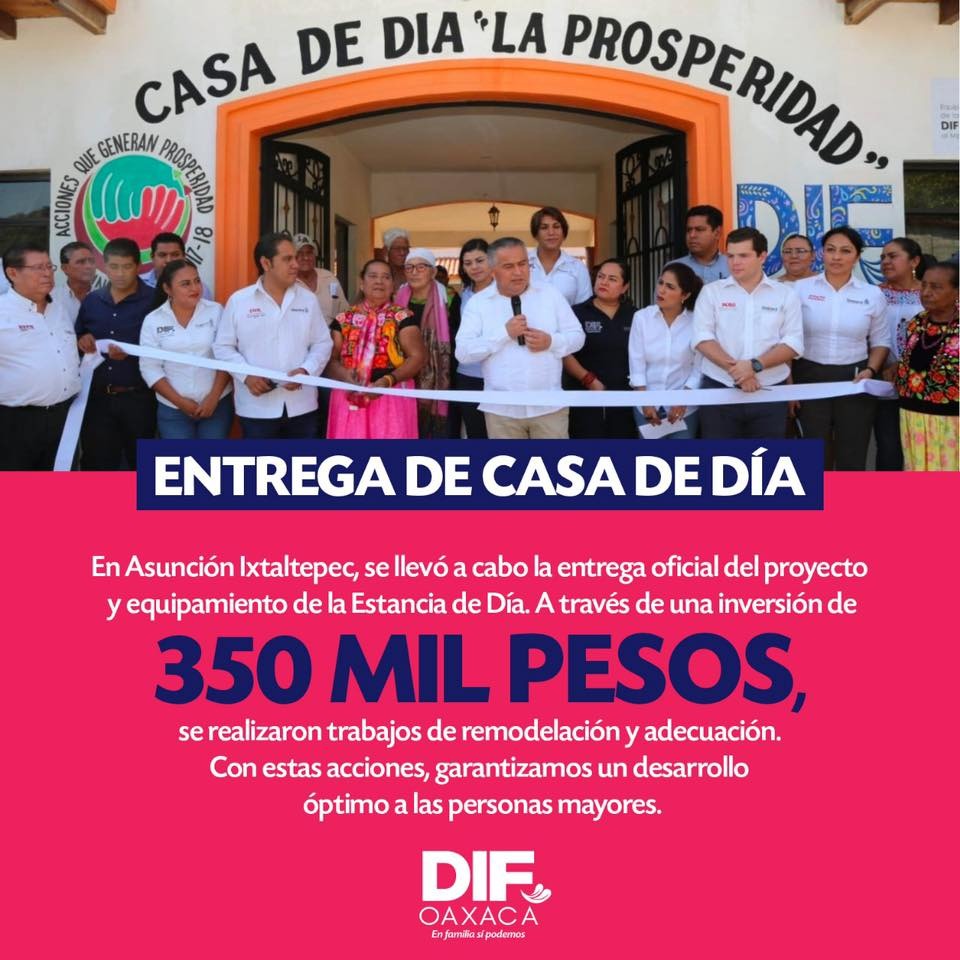 CASA DE DIA "LA PROSPERIDAD"
ACCIONES QUE GENERAN PROSPERIDAD
DIF
DIF
DIF
ENTREGA DE CASA DE DÍA
En Asunción Ixtaltepec, se llevó a cabo la entrega oficial del proyecto
y equipamiento de la Estancia de Día. A través de una inversión de
350 MIL PESOS,
se realizaron trabajos de remodelación y adecuación.
Con estas acciones, garantizamos un desarrollo
óptimo a las personas mayores.
DIF
OAXACA
En familia sí podemos